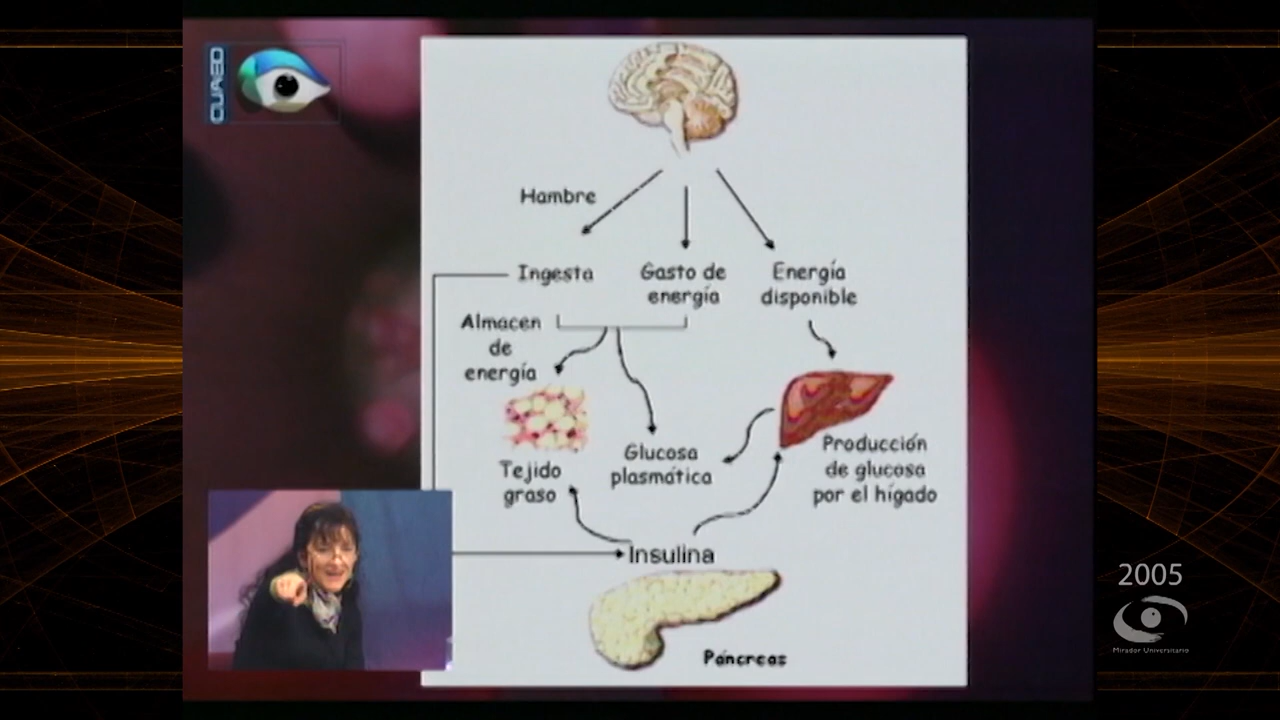 CUAED
Hambre
Ingesta
Gasto de
energía
Energía
disponible
Almacen
de
energía
Glucosa
plasmática
Producción
de glucosa
por el hígado
Tejido
graso
Insulina
Páncreas
2005
Mirador Universitario